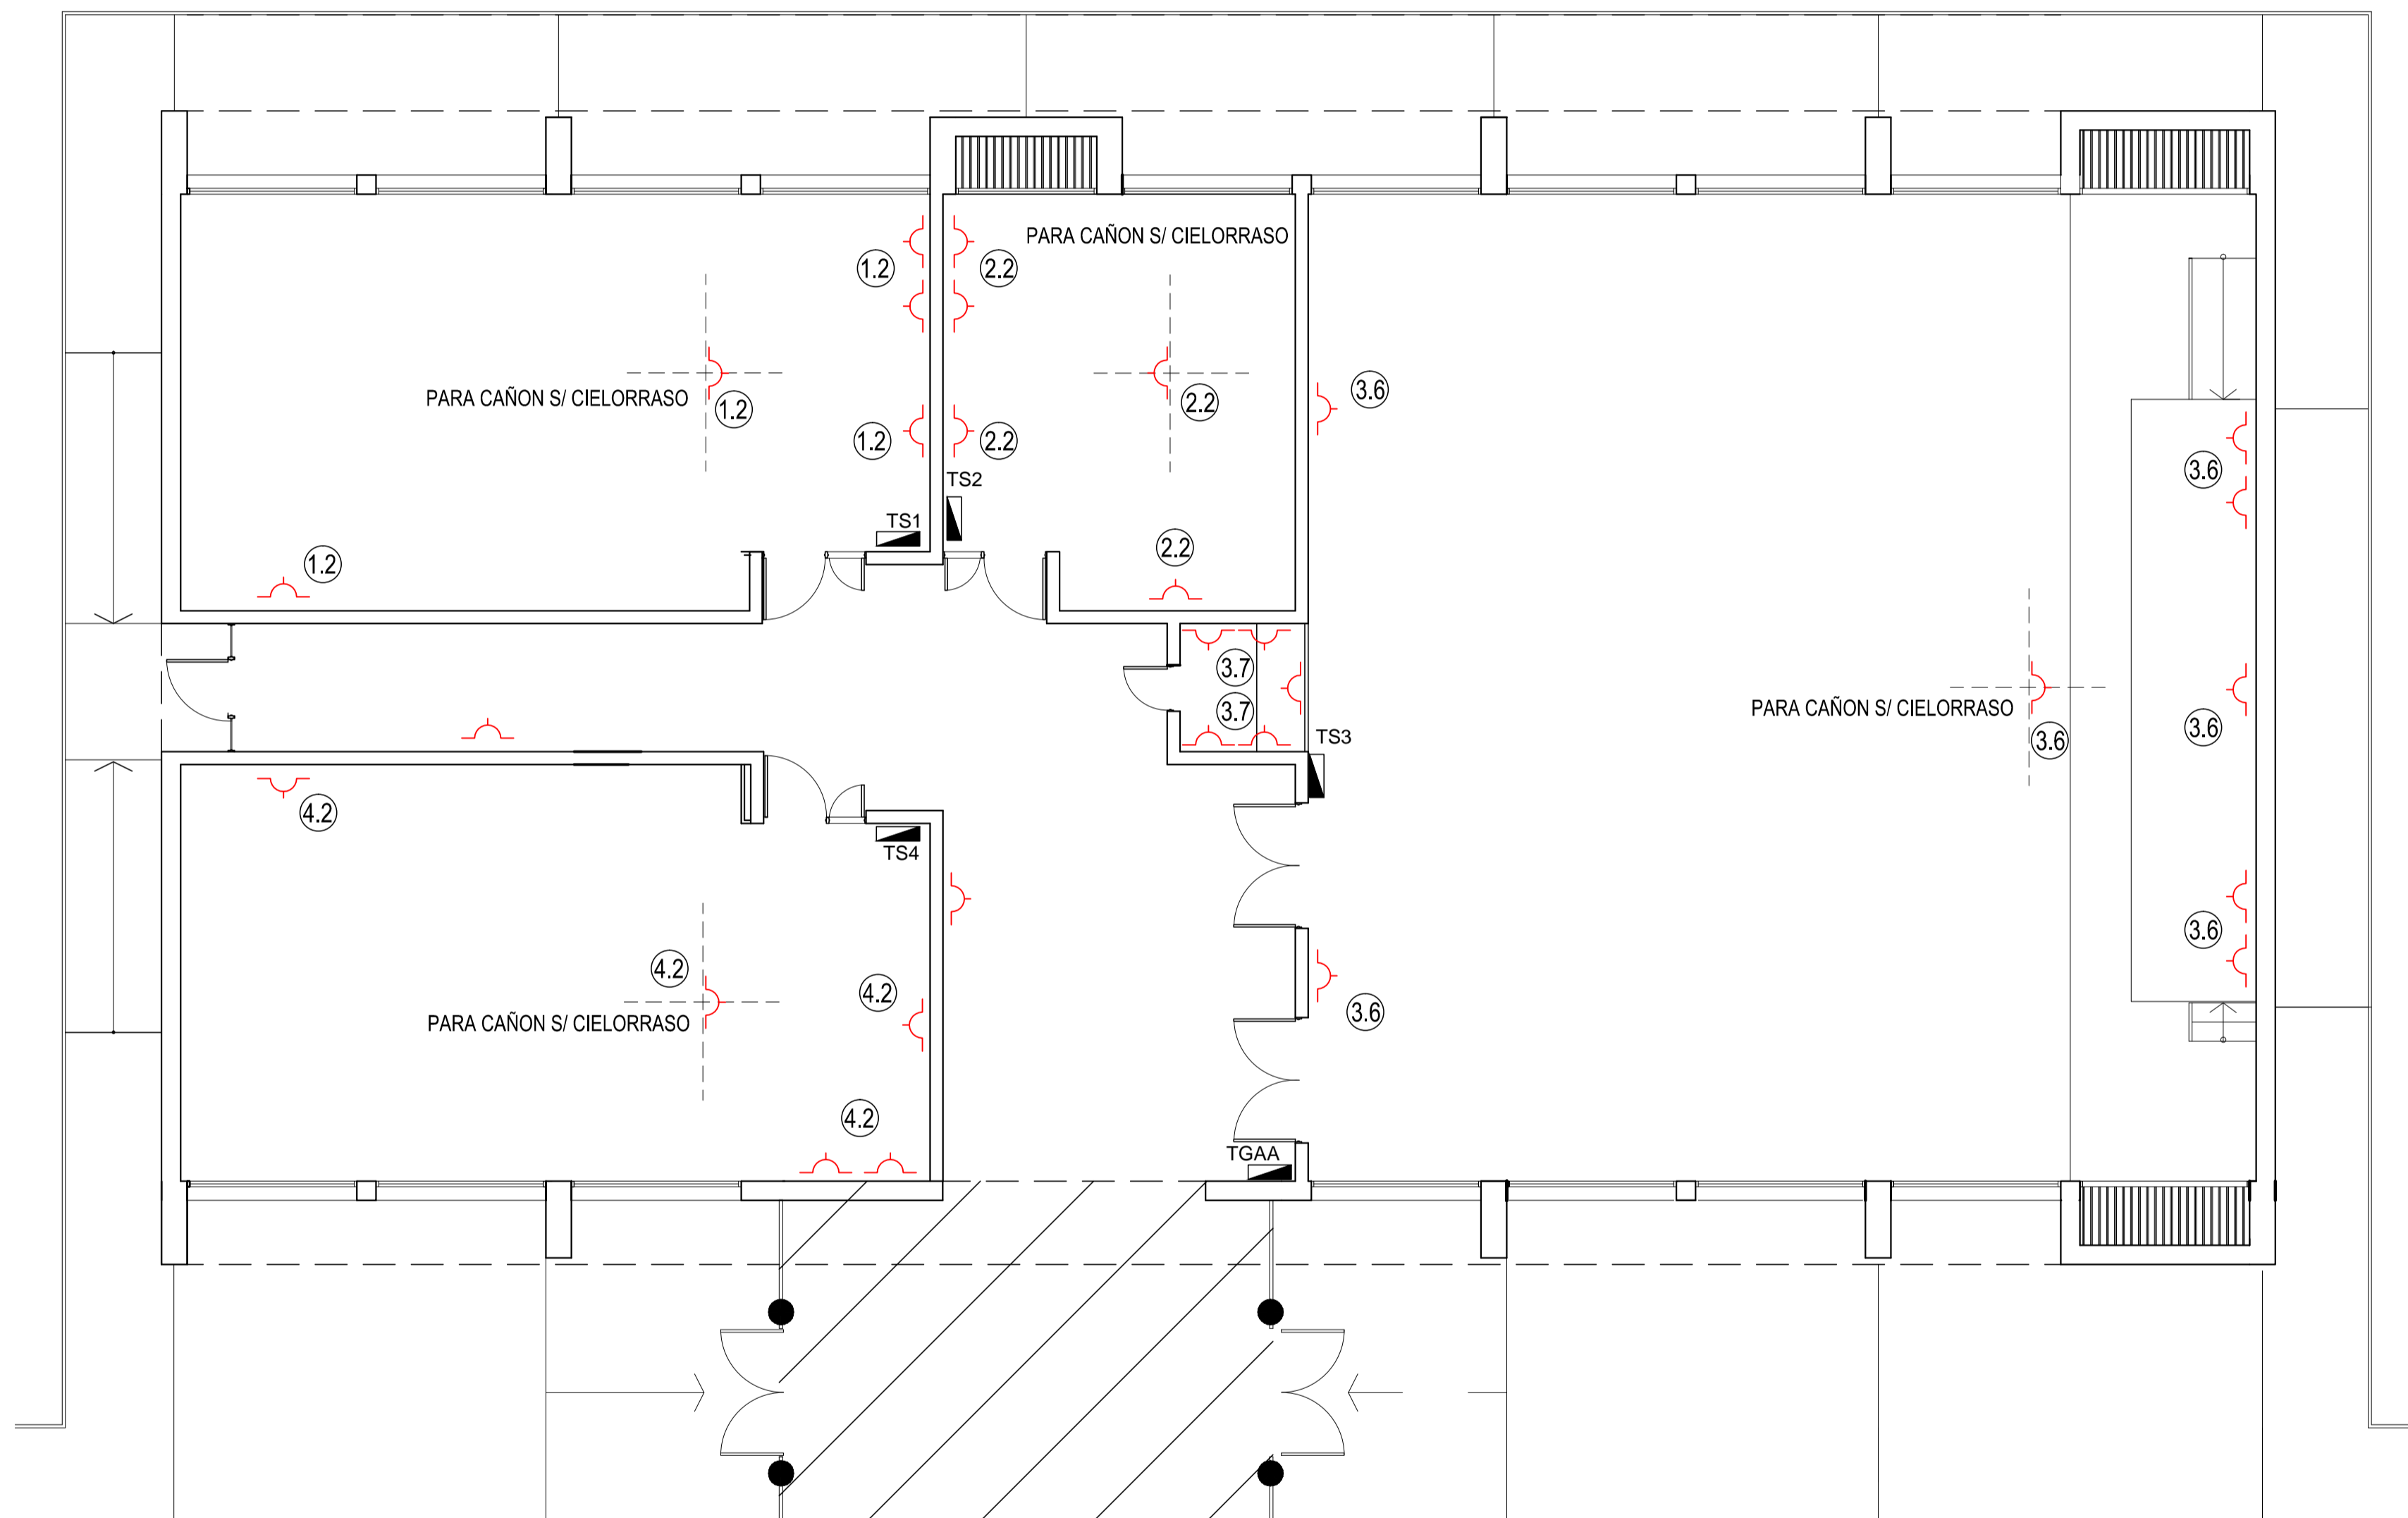 PARA CAÑON S/ CIELORRASO
1.2
2.2
3.6
PARA CAÑON S/ CIELORRASO
1.2
2.2
1.2
2.2
3.6
TS2
TS1
2.2
1.2
3.7
3.7
PARA CAÑON S/ CIELORRASO
3.6
3.6
TS3
4.2
TS4
3.6
4.2
4.2
3.6
PARA CAÑON S/ CIELORRASO
4.2
TGAA